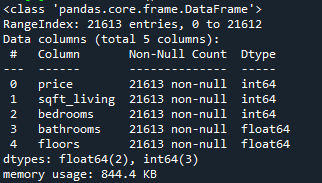 <class 'pandas.core.frame.DataFrame'>
RangeIndex: 21613 entries, 0 to 21612
Data columns (total 5 columns):
 #   Column       Non-Null Count  Dtype
---  ------       --------------  -----
 0   price        21613 non-null  int64
 1   sqft_living  21613 non-null  int64
 2   bedrooms     21613 non-null  int64
 3   bathrooms    21613 non-null  float64
 4   floors       21613 non-null  float64
dtypes: float64(2), int64(3)
memory usage: 844.4 KB